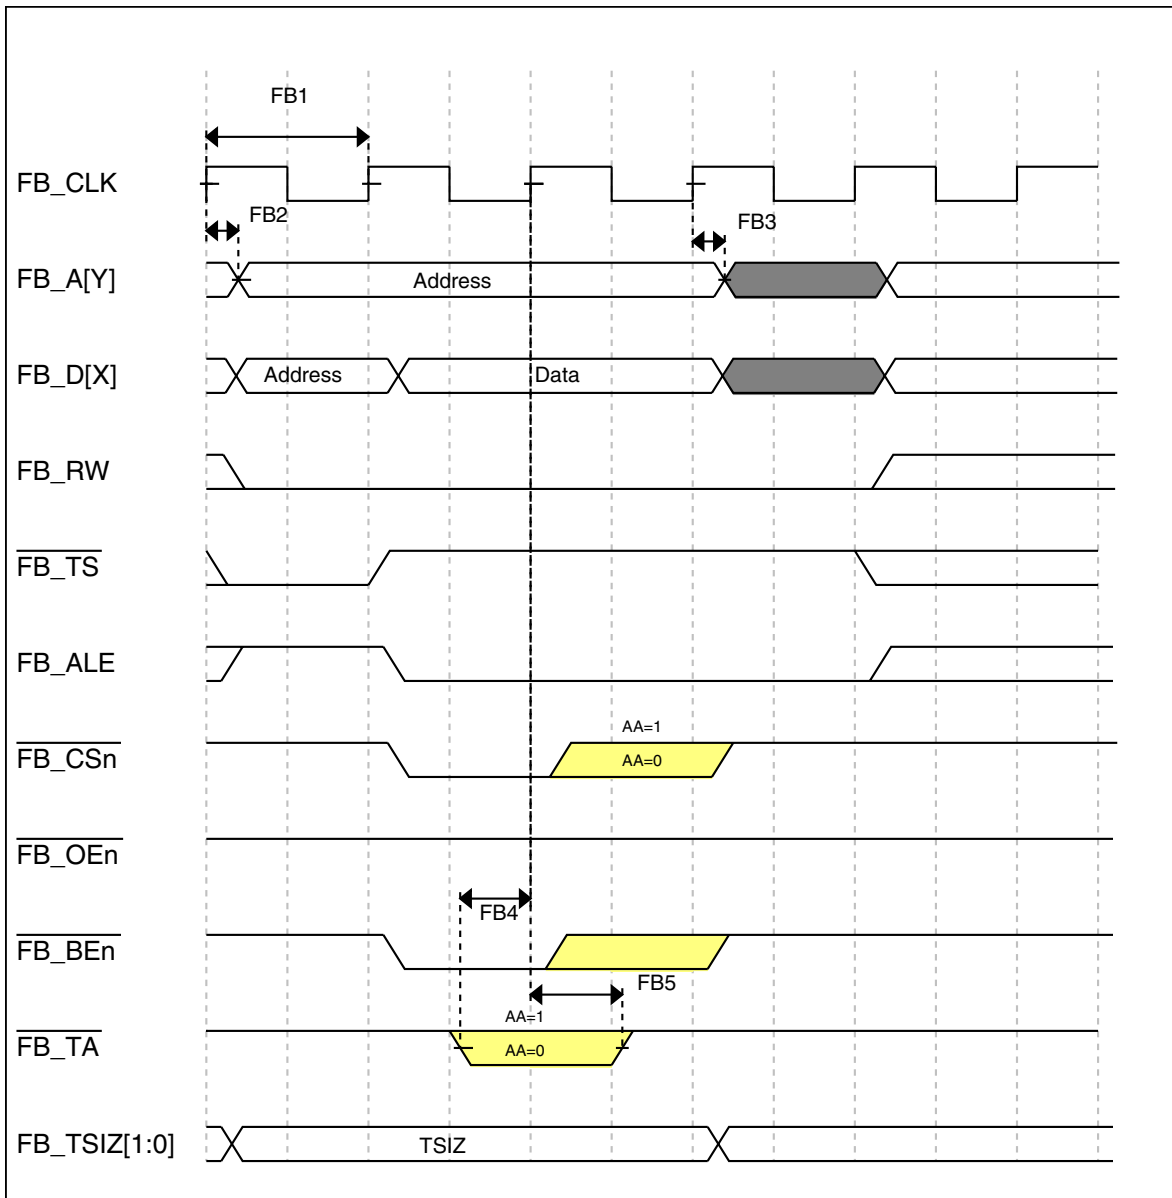 FB1
FB_CLK
FB2
FB3
FB_A[Y]
Address
FB_D[X]
Address
Data
FB_RW
FB_TS
FB_ALE
AA=1
FB_CSn
AA=0
FB_OEn
FB4
FB_BEn
FB5
AA=1
FB_TA
AA=0
FB_TSIZ[1:0]
TSIZ